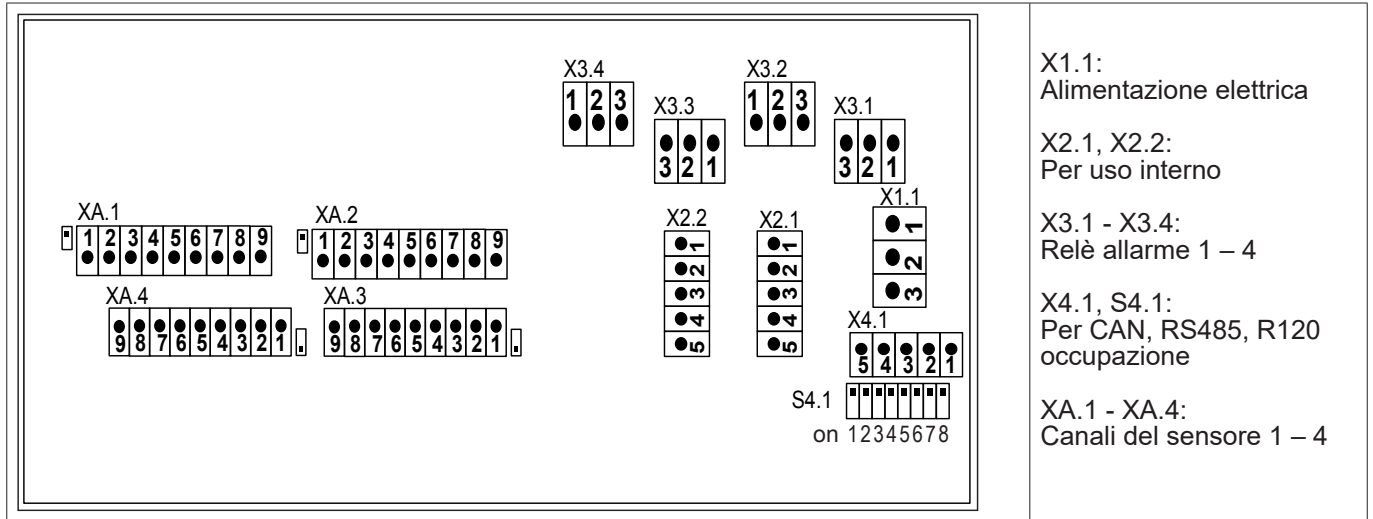 X3.4
1 2 3
X3.3
3 2 1
X3.2
1 2 3
X3.1
3 2 1
X1.1
1
2
3
XA.1
1 2 3 4 5 6 7 8 9
XA.2
1 2 3 4 5 6 7 8 9
XA.4
9 8 7 6 5 4 3 2 1
XA.3
9 8 7 6 5 4 3 2 1
X2.2
1
2
3
4
5
X2.1
1
2
3
4
5
X4.1
5 4 3 2 1
S4.1
on 12345678
X1.1:
Alimentazione elettrica
X2.1, X2.2:
Per uso interno
X3.1 - X3.4:
Relè allarme 1 – 4
X4.1, S4.1:
Per CAN, RS485, R120
occupazione
XA.1 - XA.4:
Canali del sensore 1 – 4